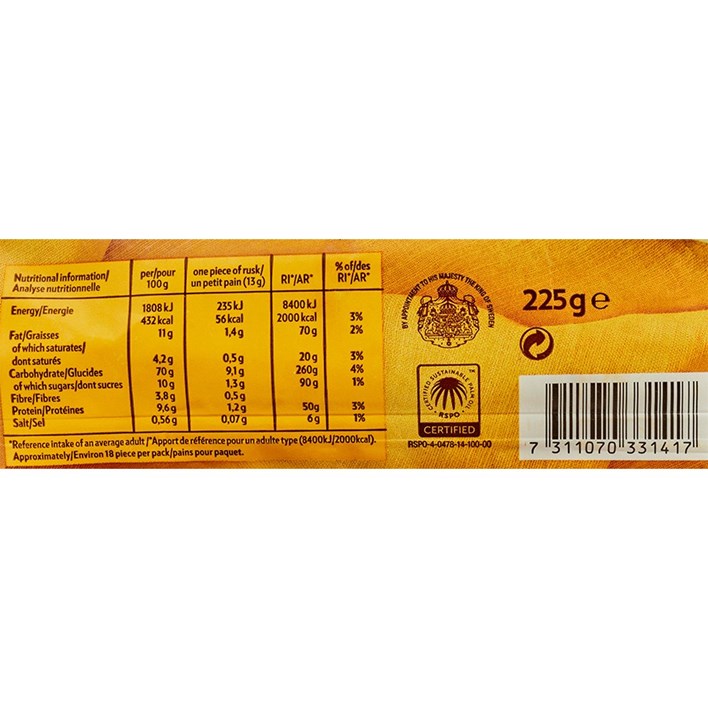 Nutritional information/ per/pour one piece of rusk/ RI*/AR* % of/des
Analyse nutritionnelle 100 g un petit pain (13 g) RI*/AR*
Energy/Energie 1808 kJ 235 kJ 8400 kJ
432 kcal 56 kcal 2000 kcal 3%
Fat/Graisses 11 g 1,4 g 70 g 2%
of which saturates/
dont saturés 4,2 g 0,5 g 20 g 3%
Carbohydrate/Glucides 70 g 9,1 g 260g 4%
of which sugars/dont sucres 10 g 1,3 g 90 g 1%
Fibre/Fibres 3,8 g 0,5 g
Protein/Protéines 9,6 g 1,2 g 50g 3%
Salt/Sel 0,56 g 0,07 g 6 g 1%
*Reference intake of an average adult /*Apport de référence pour un adulte type (8400kJ/2000kcal).
Approximately/Environ 18 piece per pack/pains pour paquet.
BY APPOINTMENT TO HIS MAJESTY THE KING OF SWEDEN
CERTIFIED SUSTAINABLE PALM OIL
RSPO
TM
CERTIFIED
RSPO-4-0478-14-100-00
225g e
7 311070 331417